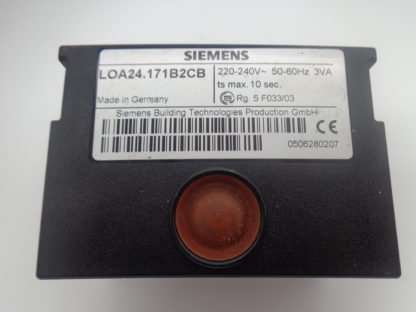 SIEMENS
LOA24.171B2CB
220-240V~ 50-60Hz 3VA
ts max. 10 sec.
Made in Germany
Rg. 5 F033/03
Siemens Building Technologies Production GmbH
CE
0506280207